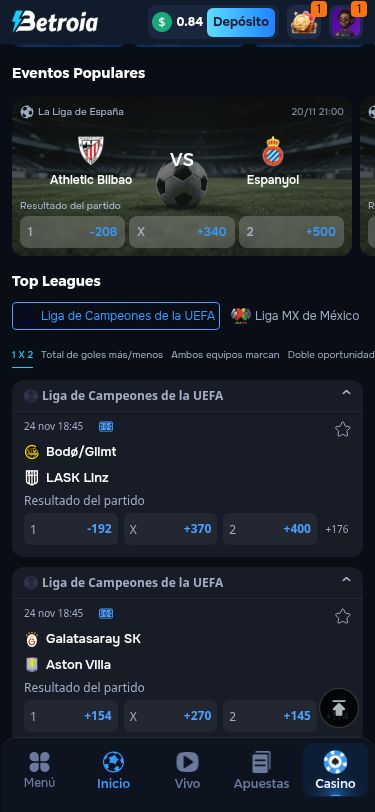 Betroia
$ 0.84 Depósito 1 1
Eventos Populares
La Liga de España 20/11 21:00
VS
Athletic Bilbao Espanyol
Resultado del partido
1 -208 X +340 2 +500
Top Leagues
Liga de Campeones de la UEFA Liga MX de México
1 X 2 Total de goles más/menos Ambos equipos marcan Doble oportunidad
Liga de Campeones de la UEFA
24 nov 18:45
Bodø/Glimt
LASK Linz
Resultado del partido
1 -192 X +370 2 +400 +176
Liga de Campeones de la UEFA
24 nov 18:45
Galatasaray SK
Aston Villa
Resultado del partido
1 +154 X +270 2 +145
Menú Inicio Vivo Apuestas Casino